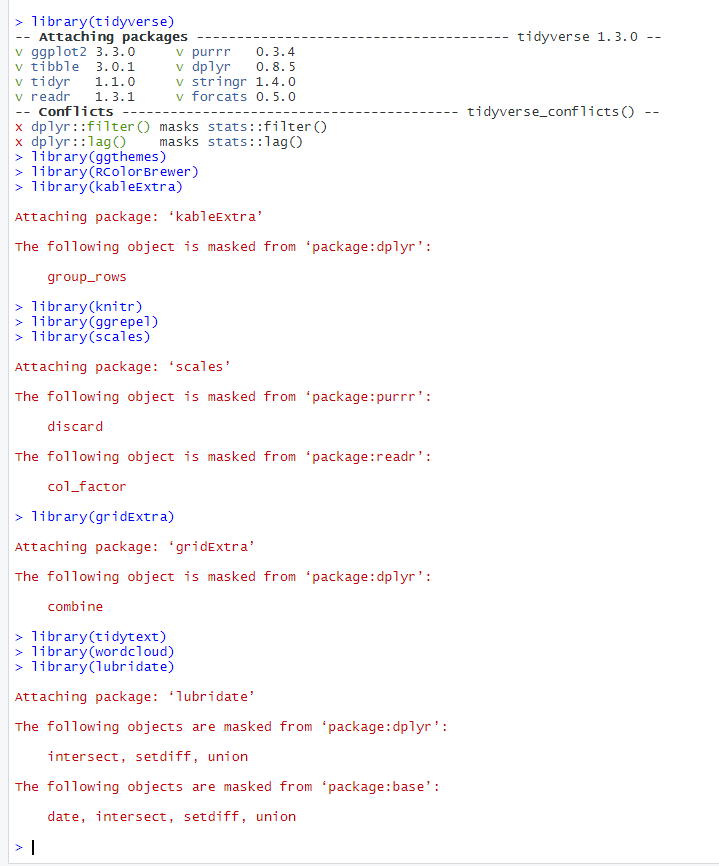 > library(tidyverse)
-- Attaching packages --------------------------------------- tidyverse 1.3.0 --
v ggplot2 3.3.0     v purrr   0.3.4
v tibble  3.0.1     v dplyr   0.8.5
v tidyr   1.1.0     v stringr 1.4.0
v readr   1.3.1     v forcats 0.5.0
-- Conflicts ------------------------------------------ tidyverse_conflicts() --
x dplyr::filter() masks stats::filter()
x dplyr::lag()    masks stats::lag()
> library(ggthemes)
> library(RColorBrewer)
> library(kableExtra)
Attaching package: ‘kableExtra’
The following object is masked from ‘package:dplyr’:
    group_rows
> library(knitr)
> library(ggrepel)
> library(scales)
Attaching package: ‘scales’
The following object is masked from ‘package:purrr’:
    discard
The following object is masked from ‘package:readr’:
    col_factor
> library(gridExtra)
Attaching package: ‘gridExtra’
The following object is masked from ‘package:dplyr’:
    combine
> library(tidytext)
> library(wordcloud)
> library(lubridate)
Attaching package: ‘lubridate’
The following objects are masked from ‘package:dplyr’:
    intersect, setdiff, union
The following objects are masked from ‘package:base’:
    date, intersect, setdiff, union
>